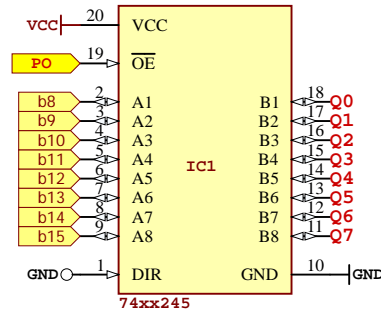 VCC 20 VCC
PO 19 OE
b8 2 A1 B1 18 Q0
b9 3 A2 B2 17 Q1
b10 4 A3 B3 16 Q2
b11 5 A4 IC1 B4 15 Q3
b12 6 A5 B5 14 Q4
b13 7 A6 B6 13 Q5
b14 8 A7 B7 12 Q6
b15 9 A8 B8 11 Q7
GND 1 DIR GND 10 GND
74xx245